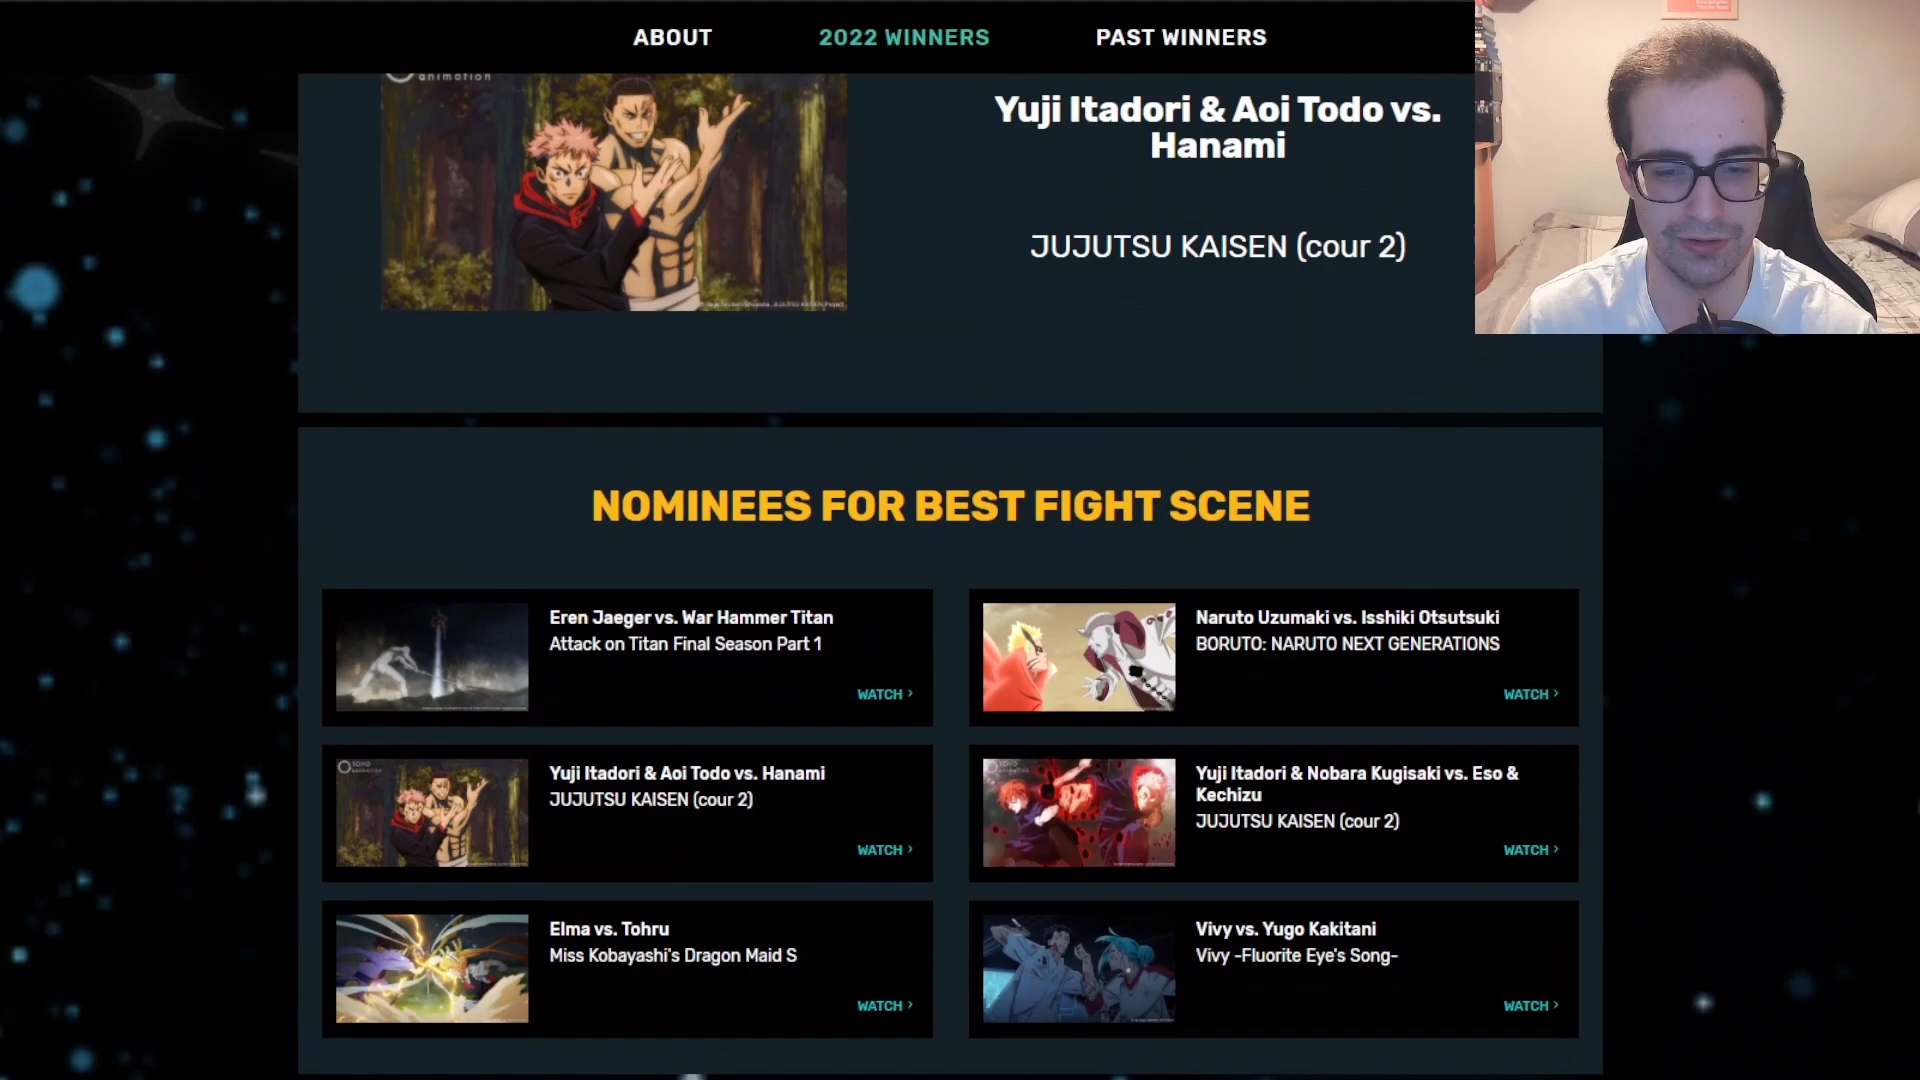 ABOUT
2022 WINNERS
PAST WINNERS
animation
Yuji Itadori & Aoi Todo vs.
Hanami
JUJUTSU KAISEN (cour 2)
NOMINEES FOR BEST FIGHT SCENE
Eren Jaeger vs. War Hammer Titan
Attack on Titan Final Season Part 1
WATCH ›
Naruto Uzumaki vs. Isshiki Otsutsuki
BORUTO: NARUTO NEXT GENERATIONS
WATCH ›
TOHO
animation
Yuji Itadori & Aoi Todo vs. Hanami
JUJUTSU KAISEN (cour 2)
WATCH ›
Yuji Itadori & Nobara Kugisaki vs. Eso &
Kechizu
JUJUTSU KAISEN (cour 2)
WATCH ›
Elma vs. Tohru
Miss Kobayashi's Dragon Maid S
WATCH ›
Vivy vs. Yugo Kakitani
Vivy -Fluorite Eye's Song-
WATCH ›